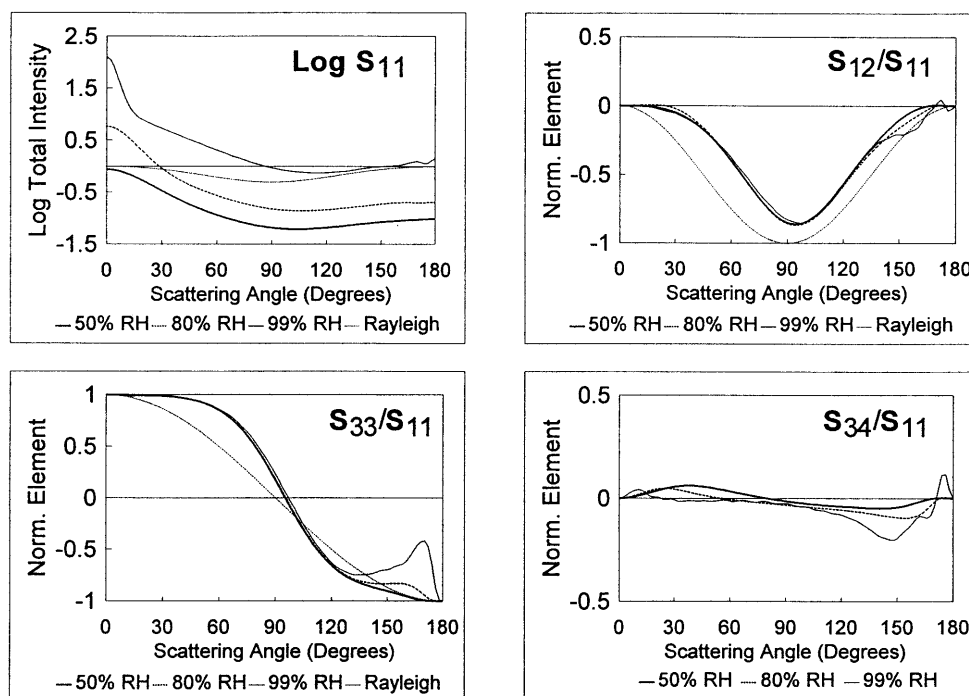 Log S11
2.5
1.5
0.5
-0.5
-1.5
Log Total Intensity
0 30 60 90 120 150 180
Scattering Angle (Degrees)
50% RH 80% RH 99% RH Rayleigh
S12/S11
0.5
0
-0.5
-1
Norm. Element
0 30 60 90 120 150 180
Scattering Angle (Degrees)
50% RH 80% RH 99% RH Rayleigh
S33/S11
1
0.5
0
-0.5
-1
Norm. Element
0 30 60 90 120 150 180
Scattering Angle (Degrees)
50% RH 80% RH 99% RH Rayleigh
S34/S11
0.5
0
-0.5
Norm. Element
0 30 60 90 120 150 180
Scattering Angle (Degrees)
50% RH 80% RH 99% RH